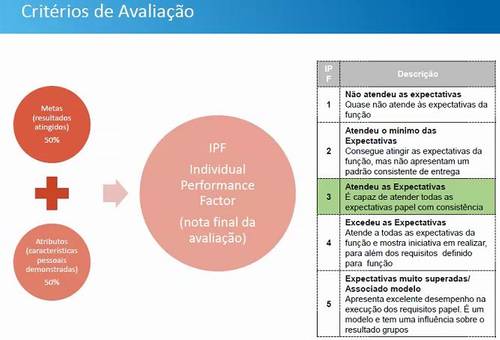 Critérios de Avaliação
Metas
(resultados
atingidos)
50%
Atributos
(características
pessoais
demonstradas)
50%
IPF
Individual
Performance
Factor
(nota final da
avaliação)
IP
F
Descrição
1
Não atendeu as expectativas
Quase não atende às expectativas da
função
2
Atendeu o mínimo das
Expectativas
Consegue atingir as expectativas da
função, mas não apresentam um
padrão consistente de entrega
3
Atendeu as Expectativas
É capaz de atender todas as
expectativas papel com consistência
4
Excedeu as Expectativas
Atende a todas as expectativas da
função e mostra iniciativa em realizar,
para além dos requisitos definido
para função
5
Expectativas muito superadas/
Associado modelo
Apresenta excelente desempenho na
execução dos requisitos papel. É um
modelo e tem uma influência sobre o
resultado grupos